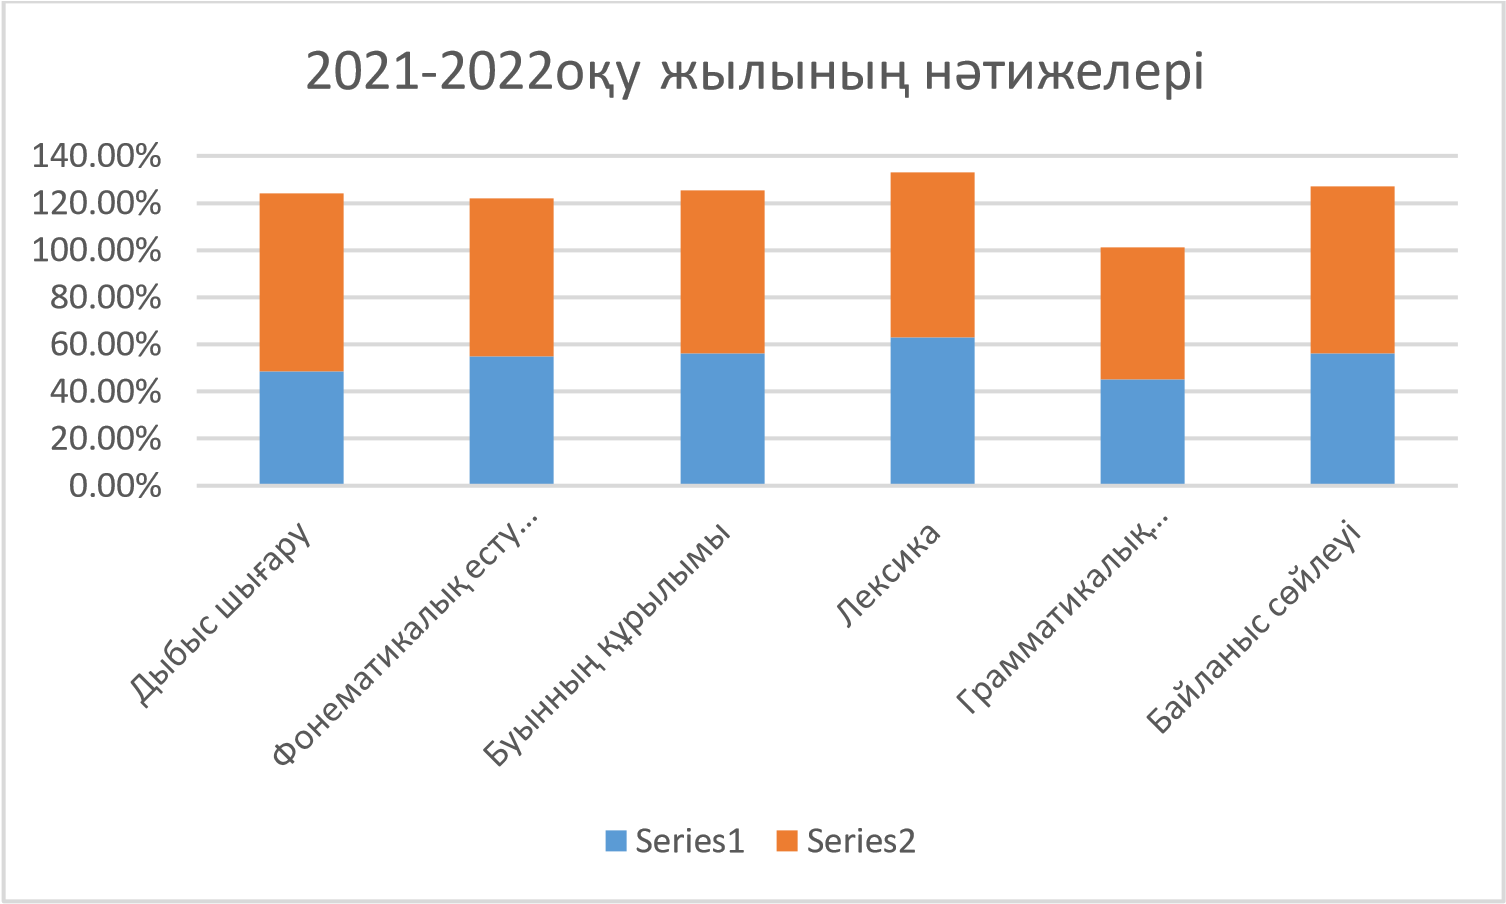 2021-2022оқу жылының нәтижелері
140.00%
120.00%
100.00%
80.00%
60.00%
40.00%
20.00%
0.00%
Дыбыс шығару
Фонематикалық есту...
Буынның құрылымы
Лексика
Грамматикалық...
Байланыс сөйлеуі
Series1
Series2